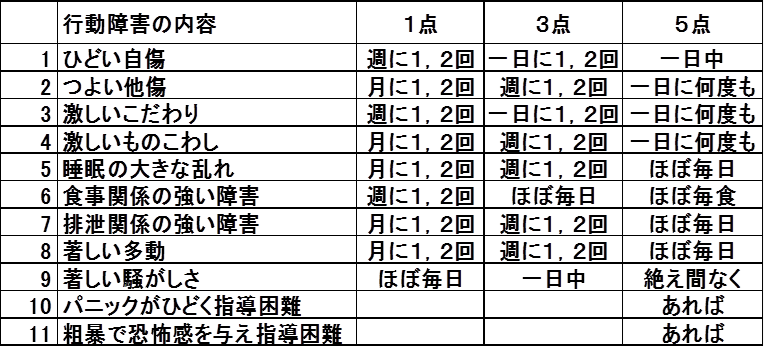 行動障害の内容 1点 3点 5点
1 ひどい自傷 週に1,2回 一日に1,2回 一日中
2 つよい他傷 月に1,2回 週に1,2回 一日に何度も
3 激しいこだわり 週に1,2回 一日に1,2回 一日に何度も
4 激しいものこわし 月に1,2回 週に1,2回 一日に何度も
5 睡眠の大きな乱れ 月に1,2回 週に1,2回 ほぼ毎日
6 食事関係の強い障害 週に1,2回 ほぼ毎日 ほぼ毎食
7 排泄関係の強い障害 月に1,2回 週に1,2回 ほぼ毎日
8 著しい多動 月に1,2回 週に1,2回 ほぼ毎日
9 著しい騒がしさ ほぼ毎日 一日中 絶え間なく
10 パニックがひどく指導困難 あれば
11 粗暴で恐怖感を与え指導困難 あれば